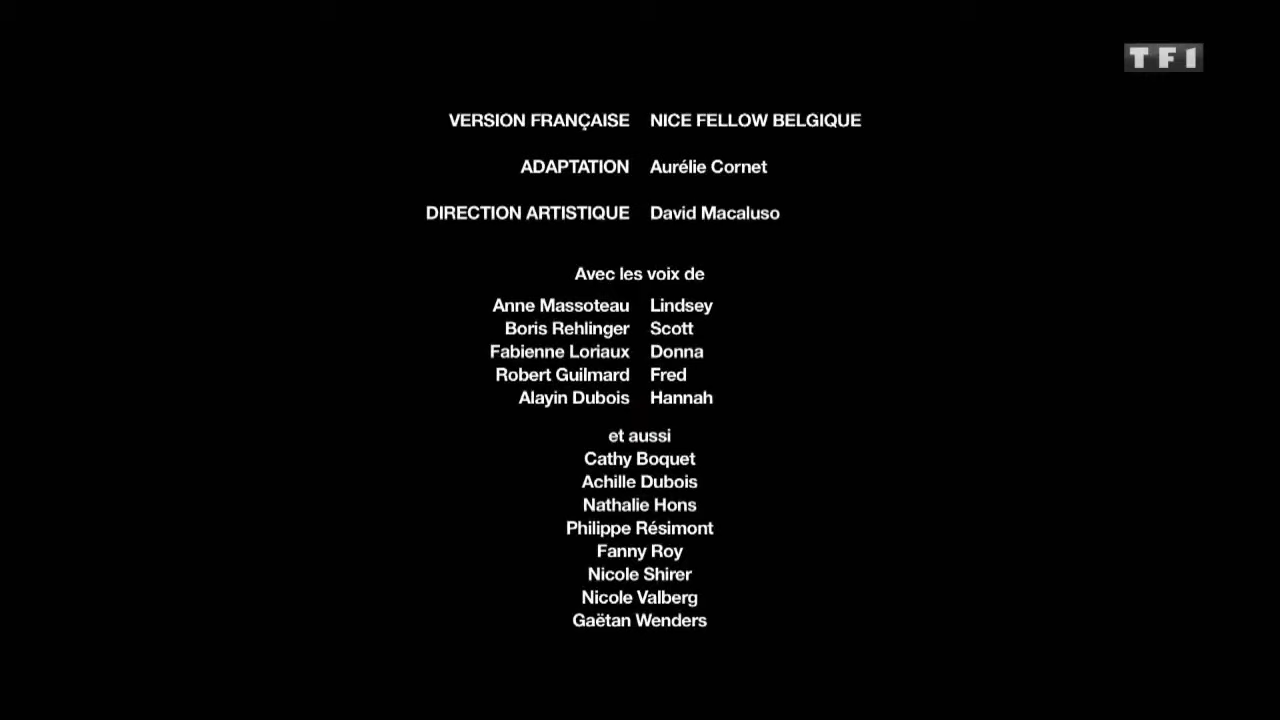 TF1
VERSION FRANÇAISE NICE FELLOW BELGIQUE
ADAPTATION Aurélie Cornet
DIRECTION ARTISTIQUE David Macaluso
Avec les voix de
Anne Massoteau Lindsey
Boris Rehlinger Scott
Fabienne Loriaux Donna
Robert Guilmard Fred
Alayin Dubois Hannah
et aussi
Cathy Boquet
Achille Dubois
Nathalie Hons
Philippe Résimont
Fanny Roy
Nicole Shirer
Nicole Valberg
Gaëtan Wenders